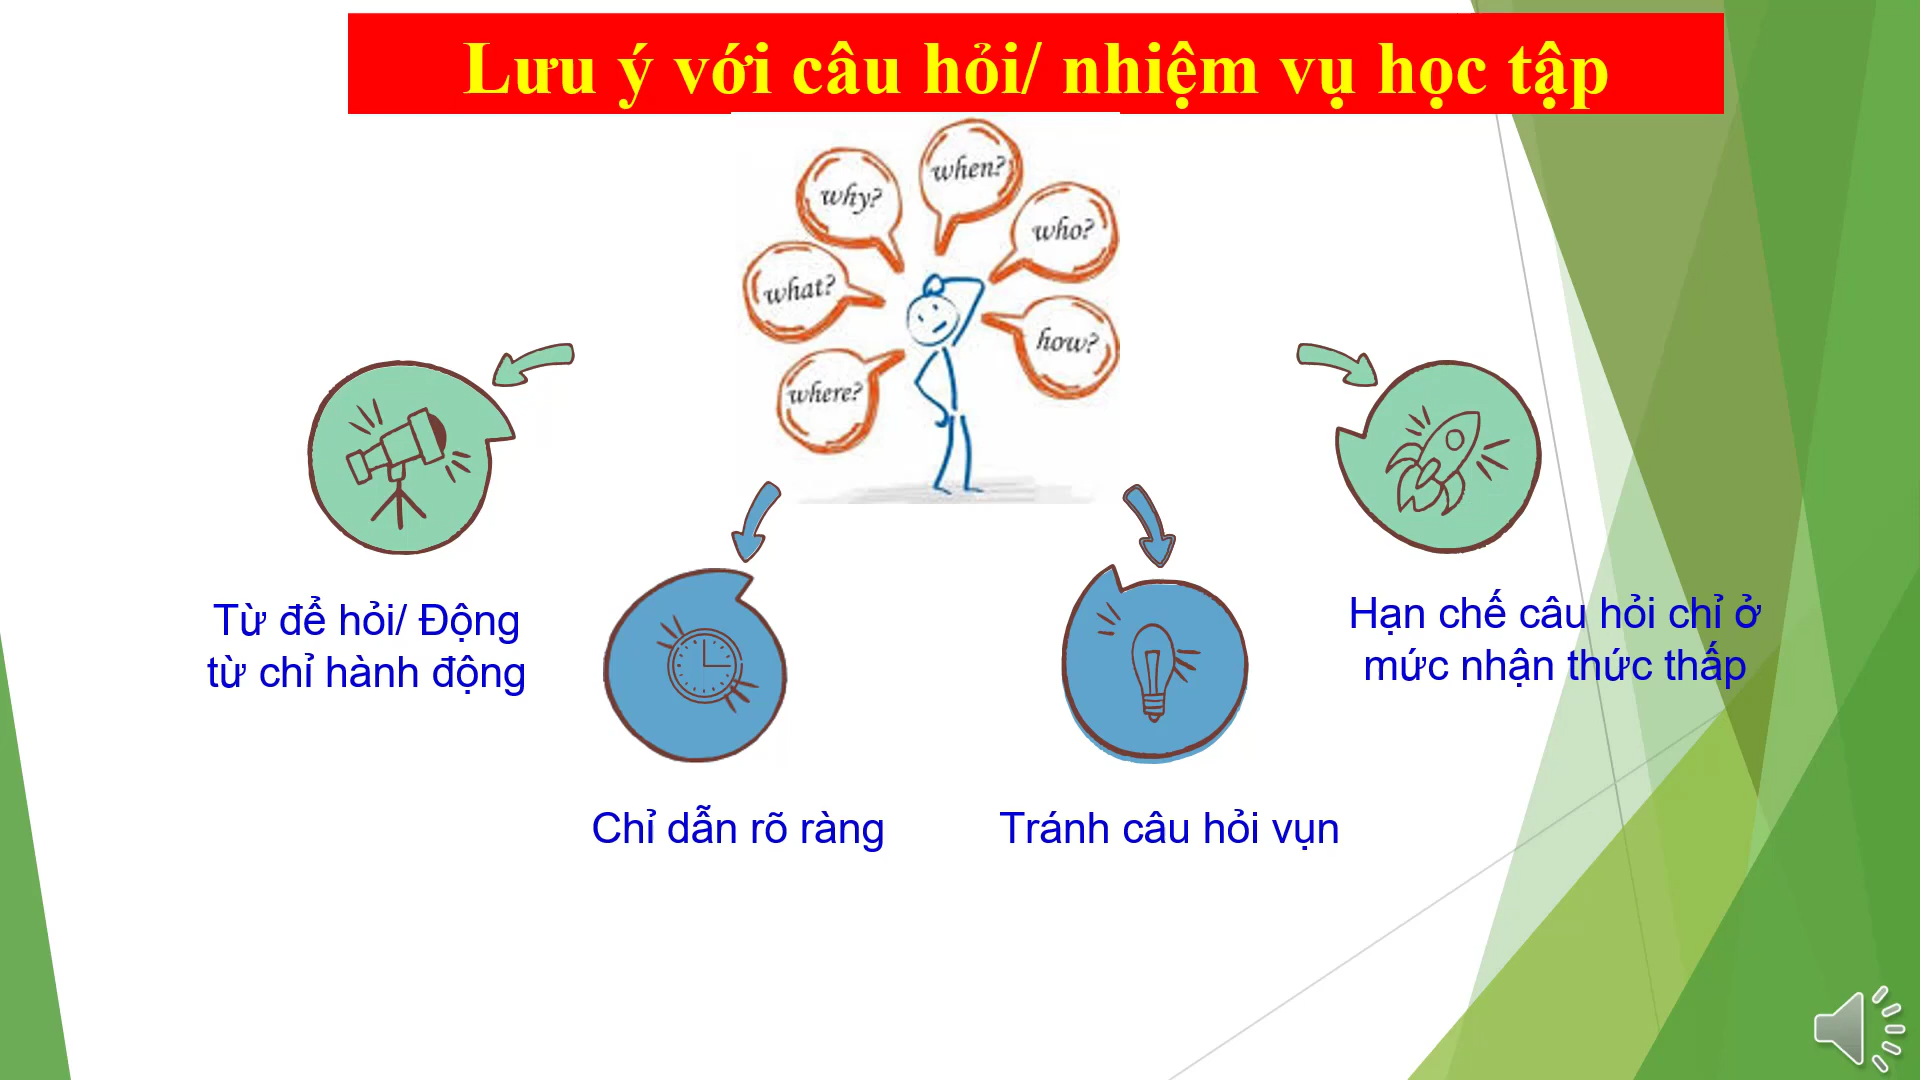 Lưu ý với câu hỏi/ nhiệm vụ học tập
when?
why?
who?
what?
how?
where?
Từ để hỏi/ Động
từ chỉ hành động
Chỉ dẫn rõ ràng
Tránh câu hỏi vụn
Hạn chế câu hỏi chỉ ở
mức nhận thức thấp